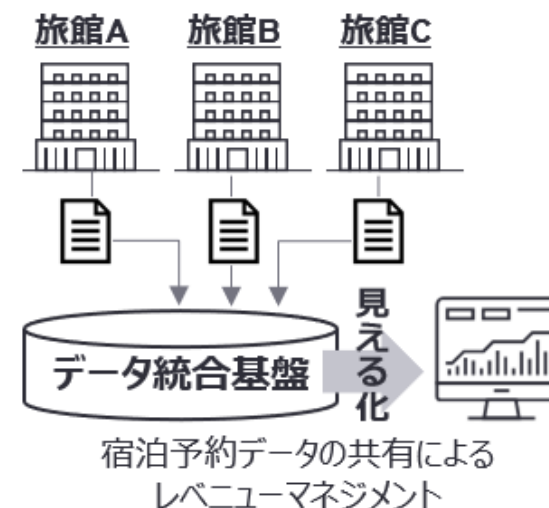 旅館A 旅館B 旅館C
データ統合基盤
見える化
宿泊予約データの共有による
レベニューマネジメント